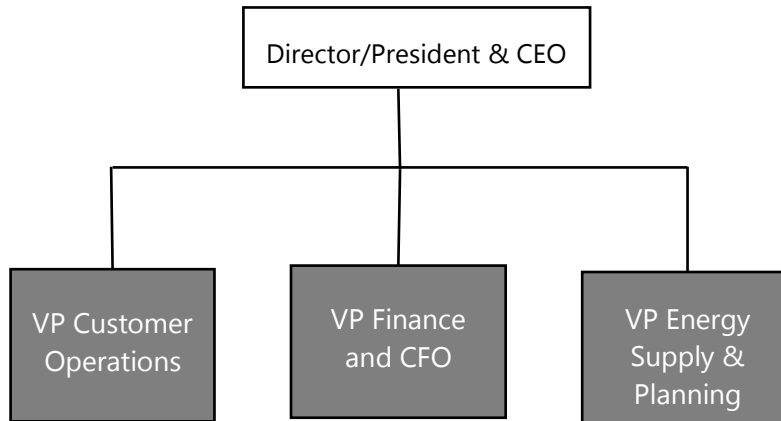 Director/President & CEO
VP Customer
Operations
VP Finance
and CFO
VP Energy
Supply &
Planning